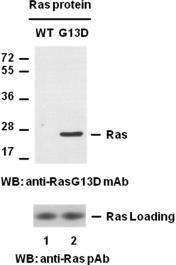 Ras protein
WT G13D
72
55
36
28
17
Ras
WB: anti-RasG13D mAb
Ras Loading
1 2
WB: anti-Ras pAb